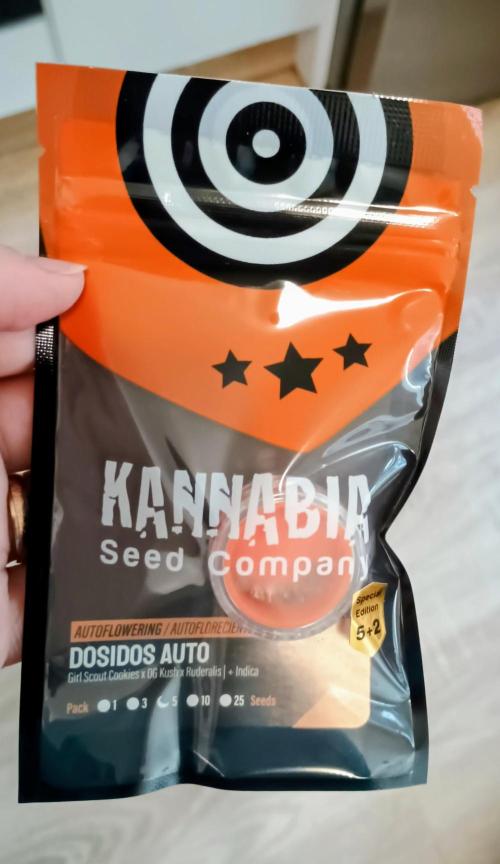 KANNABIA
Seed Company
Special
Edition
5+2
AUTOFLOWERING / AUTOFLORECIENTE
DOSIDOS AUTO
Girl Scout Cookies x OG Kush x Ruderalis | + Indica
Pack 1 3 5 10 25 Seeds